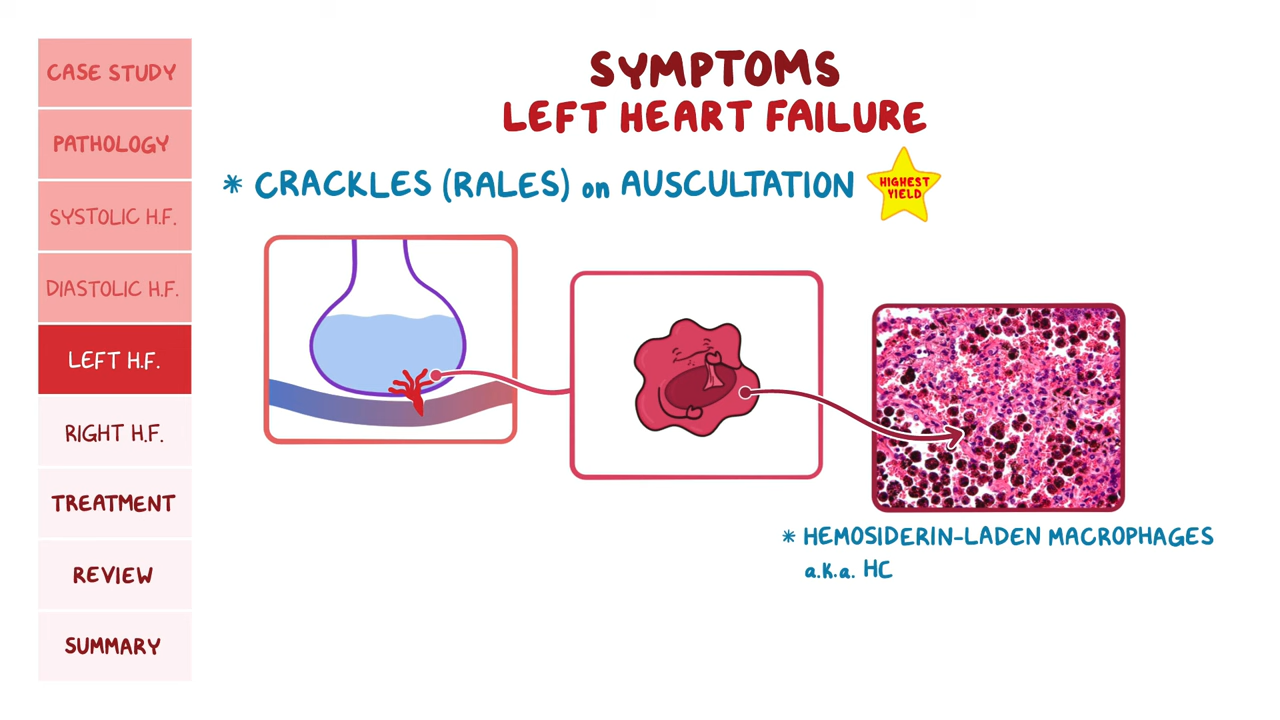 CASE STUDY
PATHOLOGY
SYSTOLIC H.F.
DIASTOLIC H.F.
LEFT H.F.
RIGHT H.F.
TREATMENT
REVIEW
SUMMARY
SYMPTOMS
LEFT HEART FAILURE
* CRACKLES (RALES) on AUSCULTATION
HIGHEST
YIELD
* HEMOSIDERIN-LADEN MACROPHAGES
a.k.a. HC